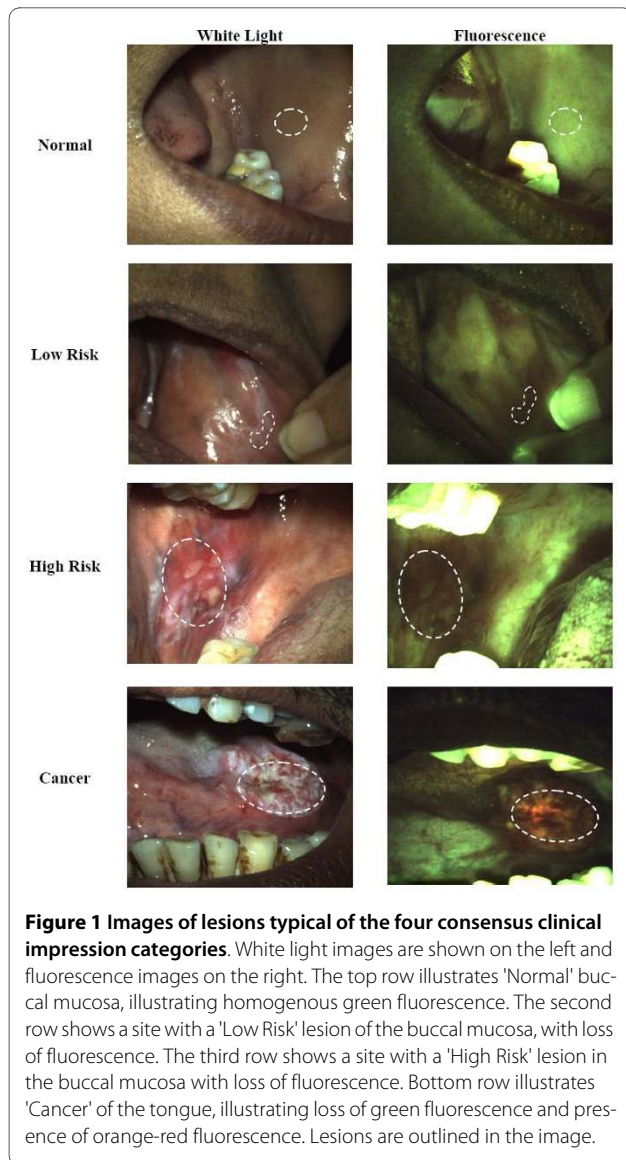 White Light Fluorescence
Normal
Low Risk
High Risk
Cancer
Figure 1 Images of lesions typical of the four consensus clinical
impression categories. White light images are shown on the left and
fluorescence images on the right. The top row illustrates 'Normal' buc-
cal mucosa, illustrating homogenous green fluorescence. The second
row shows a site with a 'Low Risk' lesion of the buccal mucosa, with loss
of fluorescence. The third row shows a site with a 'High Risk' lesion in
the buccal mucosa with loss of fluorescence. Bottom row illustrates
'Cancer' of the tongue, illustrating loss of green fluorescence and pres-
ence of orange-red fluorescence. Lesions are outlined in the image.